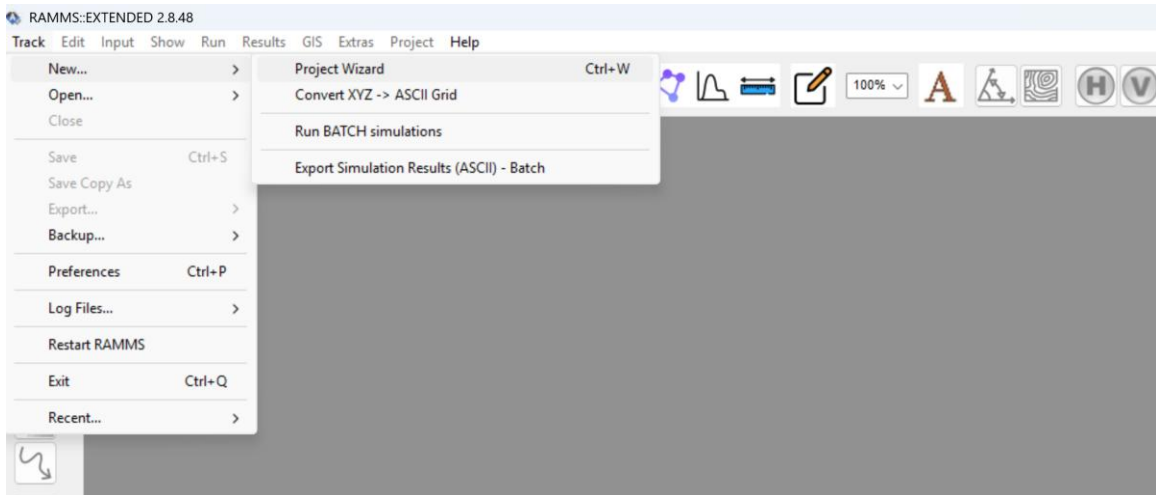 RAMMS::EXTENDED 2.8.48
Track Edit Input Show Run Results GIS Extras Project Help
New... >
Open... >
Close
Save Ctrl+S
Save Copy As
Export... >
Backup... >
Preferences Ctrl+P
Log Files... >
Restart RAMMS
Exit Ctrl+Q
Recent... >
Project Wizard Ctrl+W
Convert XYZ -> ASCII Grid
Run BATCH simulations
Export Simulation Results (ASCII) - Batch
100%
A
H V